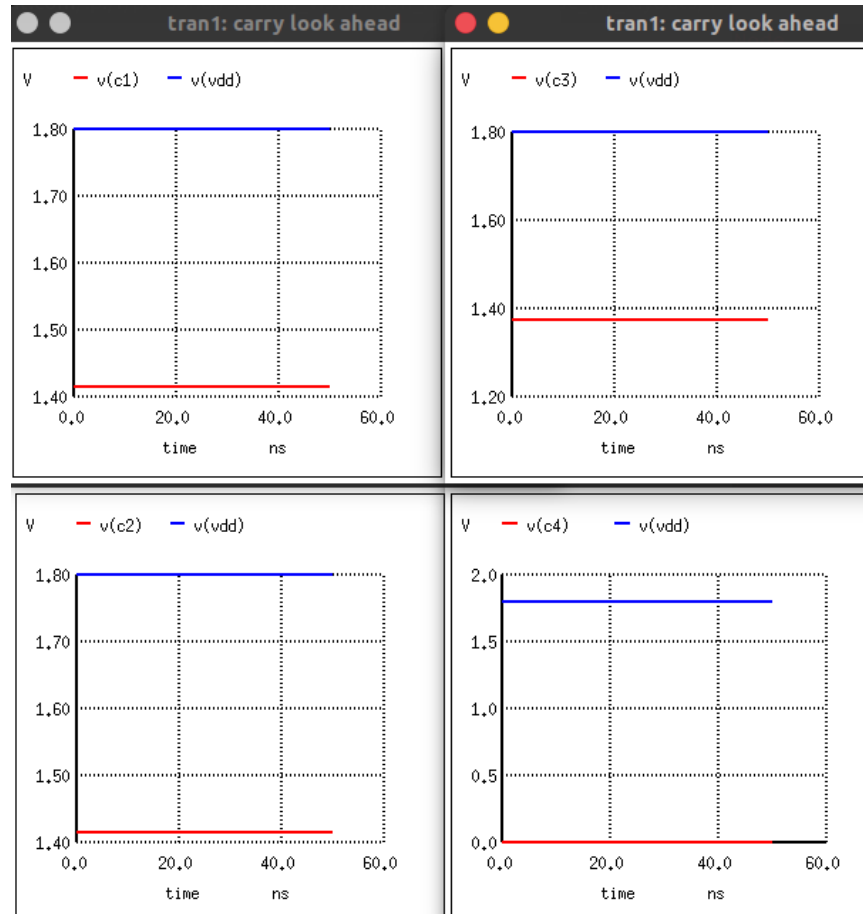 tran1: carry look ahead
V v(c1) v(vdd)
1.80
1.70
1.60
1.50
1.40
0.0 20.0 40.0 60.0
time ns
tran1: carry look ahead
V v(c3) v(vdd)
1.80
1.60
1.40
1.20
0.0 20.0 40.0 60.0
time ns
V v(c2) v(vdd)
1.80
1.70
1.60
1.50
1.40
0.0 20.0 40.0 60.0
time ns
V v(c4) v(vdd)
2.0
1.5
1.0
0.5
0.0
0.0 20.0 40.0 60.0
time ns